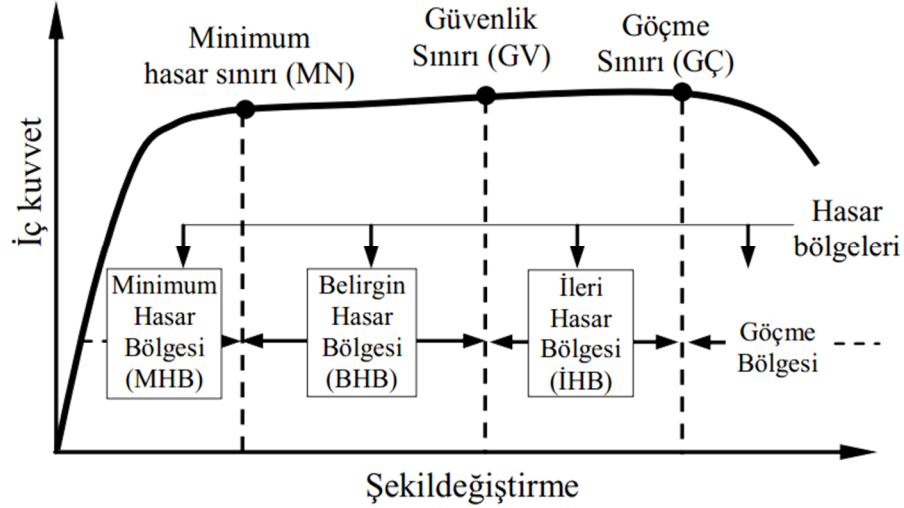 Minimum
hasar sınırı (MN)
Güvenlik
Sınırı (GV)
Göçme
Sınırı (GÇ)
İç kuvvet
Hasar
bölgeleri
Minimum
Hasar
Bölgesi
(MHB)
Belirgin
Hasar
Bölgesi
(BHB)
İleri
Hasar
Bölgesi
(İHB)
Göçme
Bölgesi
Şekildeğiştirme